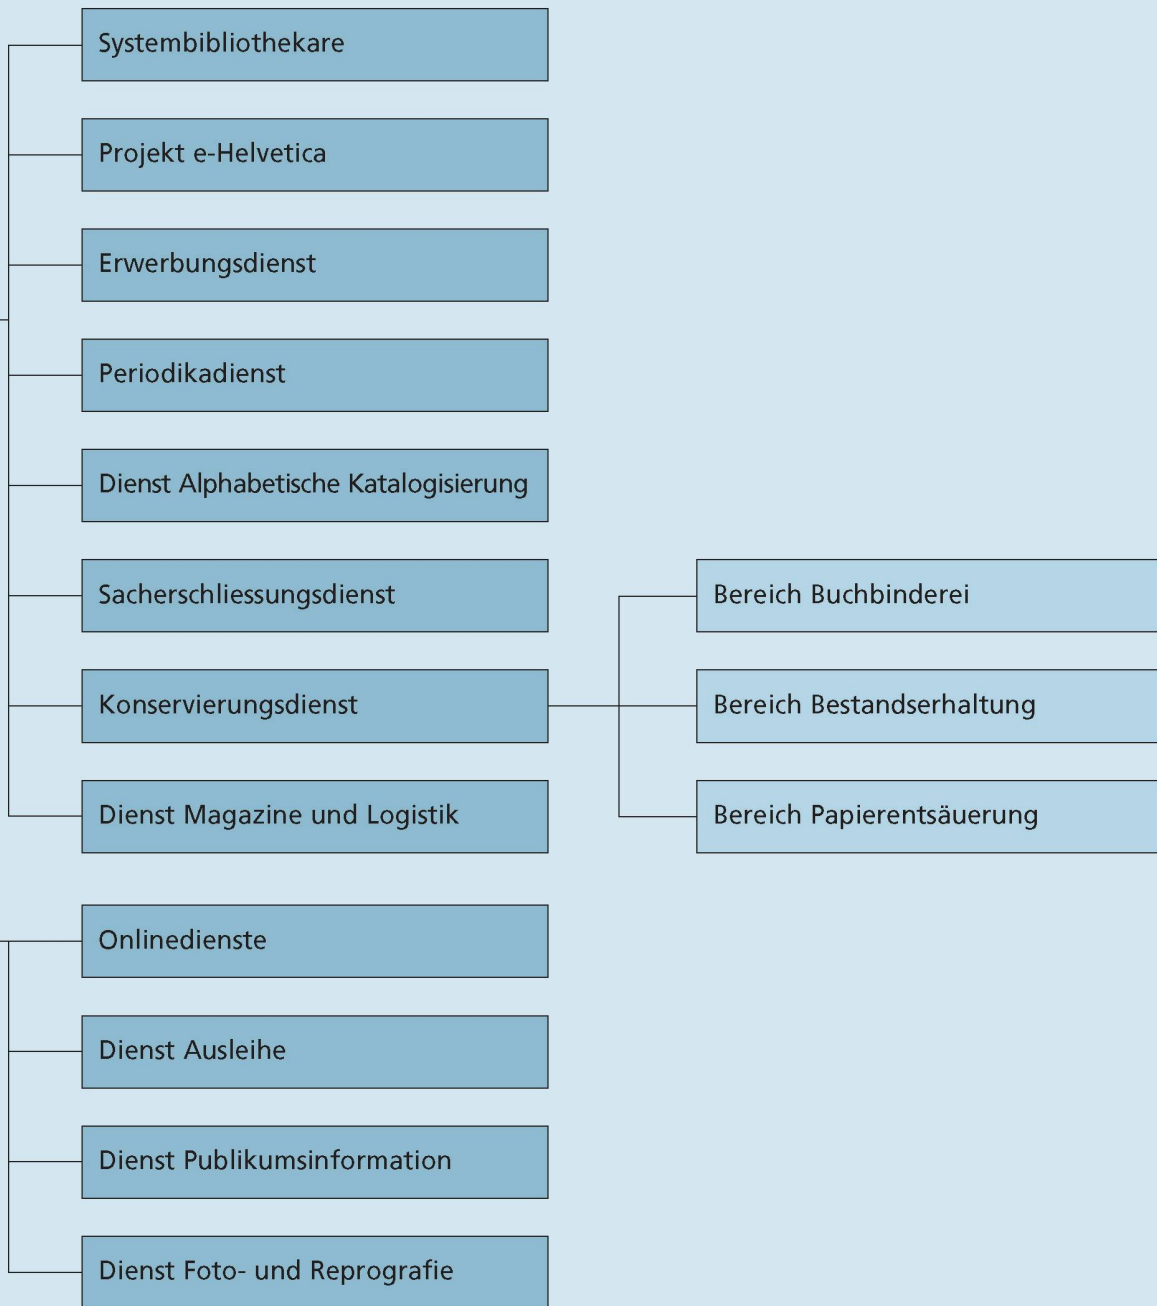 Systembibliothekare
Projekt e-Helvetica
Erwerbungsdienst
Periodikadienst
Dienst Alphabetische Katalogisierung
Sacherschliessungsdienst
Konservierungsdienst
Dienst Magazine und Logistik
Bereich Buchbinderei
Bereich Bestandserhaltung
Bereich Papierentsäuerung
Onlinedienste
Dienst Ausleihe
Dienst Publikumsinformation
Dienst Foto- und Reprografie